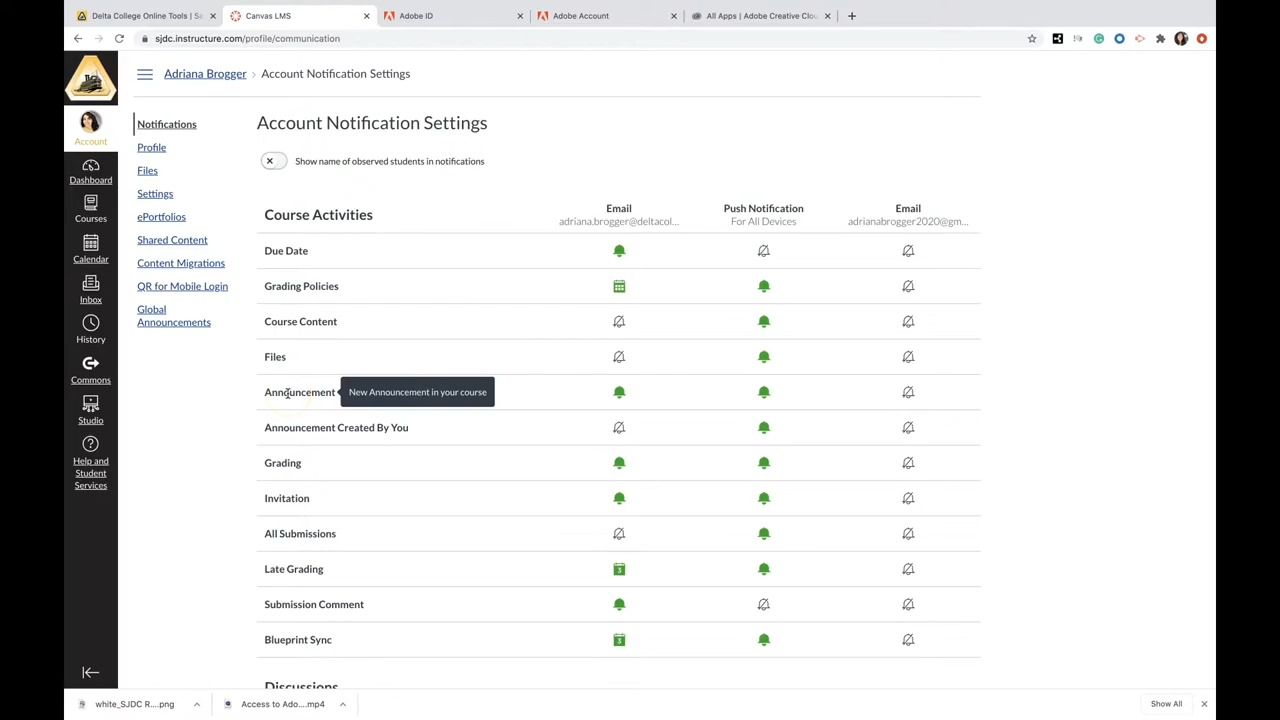 Delta College Online Tools | Sa
Canvas LMS
Adobe ID
Adobe Account
All Apps | Adobe Creative Clou
sjdc.instructure.com/profile/communication
Adriana Brogger > Account Notification Settings
Account
Dashboard
Courses
Calendar
Inbox
History
Commons
Studio
Help and
Student
Services
Notifications
Profile
Files
Settings
ePortfolios
Shared Content
Content Migrations
QR for Mobile Login
Global
Announcements
Account Notification Settings
Show name of observed students in notifications
Course Activities
Email
adriana.brogger@deltacol...
Push Notification
For All Devices
Email
adrianabrogger2020@gm...
Due Date
Grading Policies
Course Content
Files
Announcement
New Announcement in your course
Announcement Created By You
Grading
Invitation
All Submissions
Late Grading
Submission Comment
Blueprint Sync
Discussions
white_SJDC R....png
Access to Ado....mp4
Show All